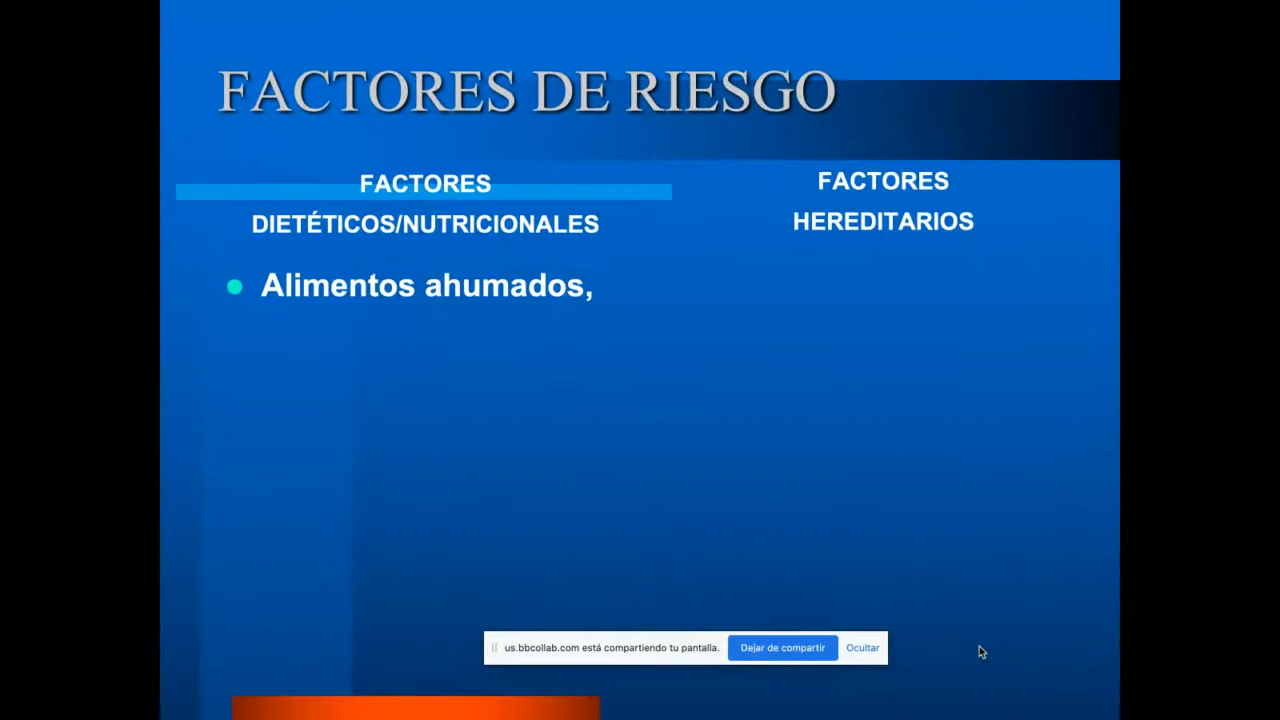 FACTORES DE RIESGO
FACTORES
DIETÉTICOS/NUTRICIONALES
Alimentos ahumados,
FACTORES
HEREDITARIOS
us.bbcollab.com está compartiendo tu pantalla.
Dejar de compartir
Ocultar